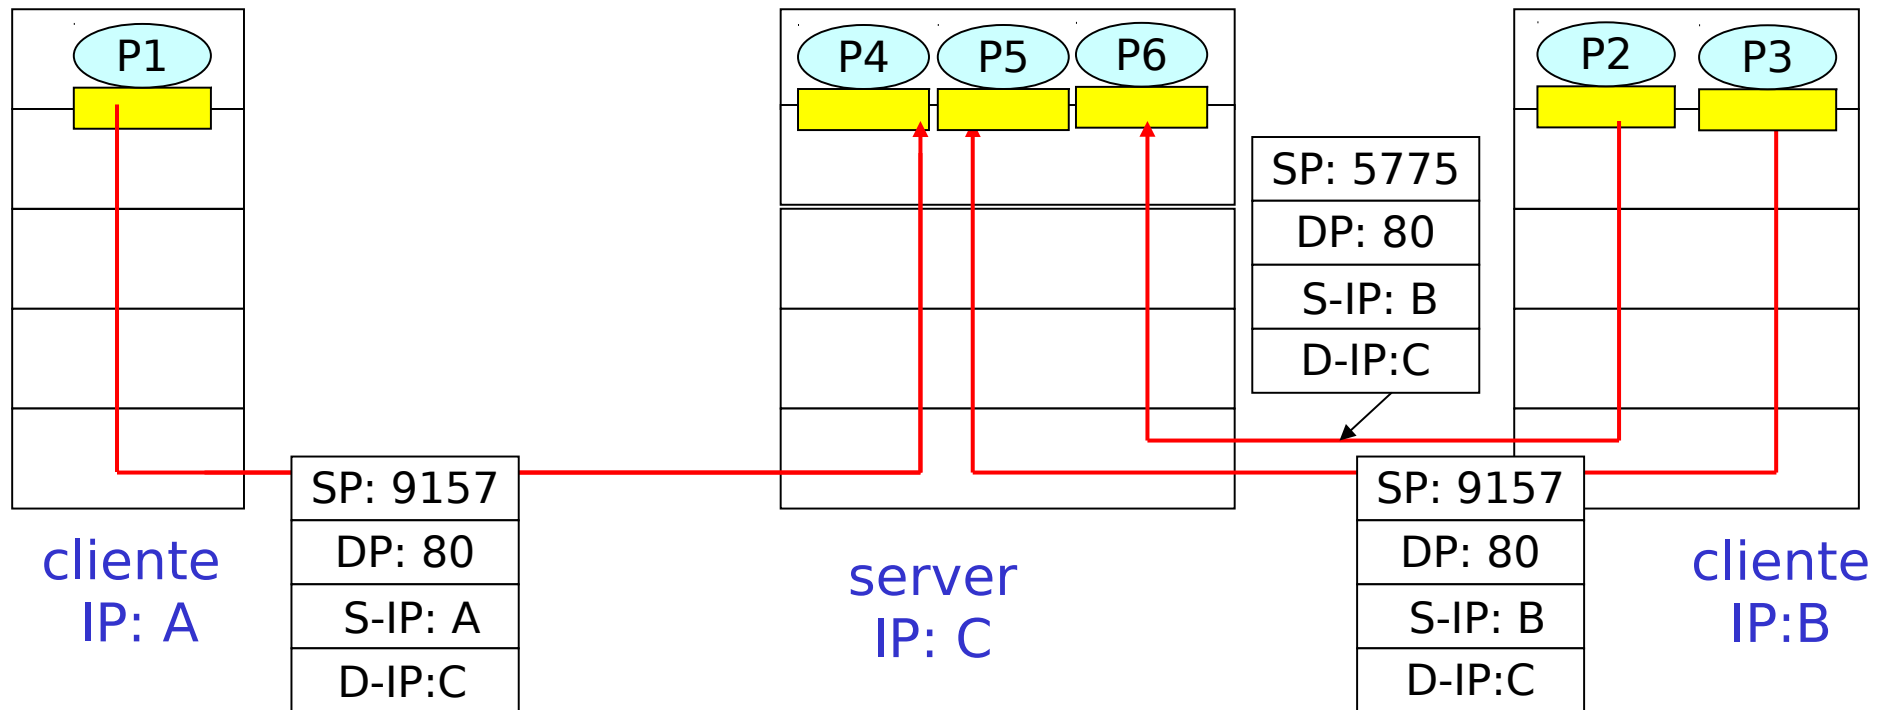 P1
P4
P5
P6
P2
P3
SP: 5775
DP: 80
S-IP: B
D-IP:C
SP: 9157
DP: 80
S-IP: A
D-IP:C
SP: 9157
DP: 80
S-IP: B
D-IP:C
cliente
IP: A
server
IP: C
cliente
IP:B